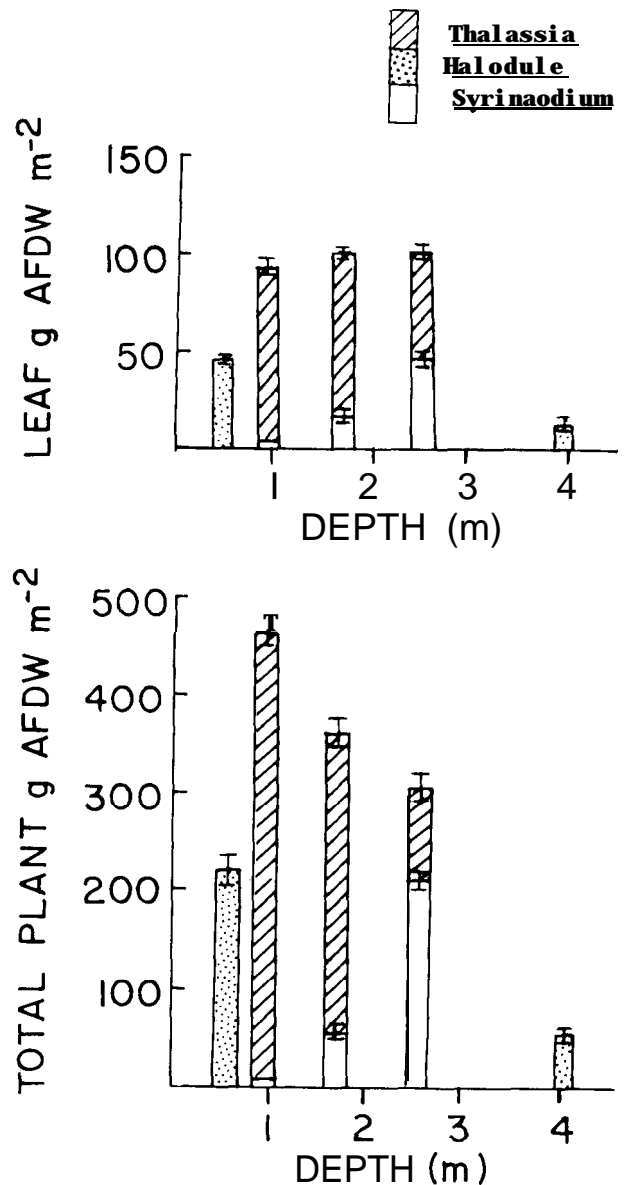 Thalassia
Halodule
Syrinaodium
LEAF g AFDW m-2
150
100
50
1 2 3 4
DEPTH (m)
TOTAL PLANT g AFDW m-2
500
400
300
200
100
1 2 3 4
DEPTH (m)